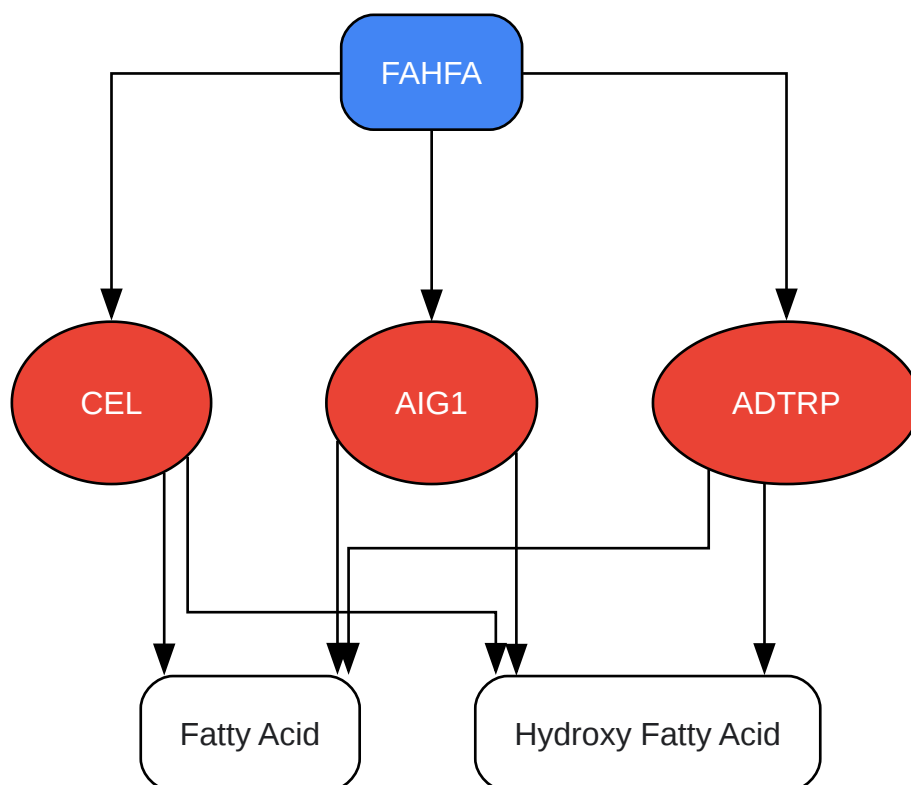 FAHFA
CEL
AIG1
ADTRP
Fatty Acid
Hydroxy Fatty Acid